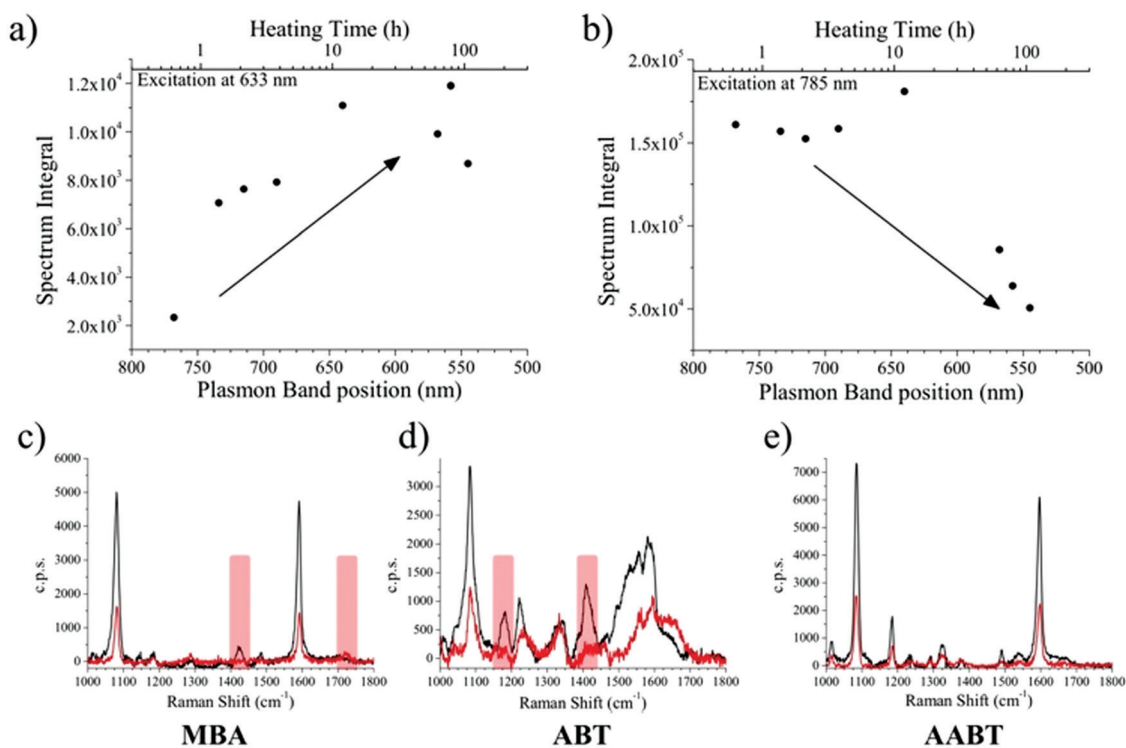 a)
Heating Time (h)
1 10 100
Excitation at 633 nm
1.2x10⁴
1.0x10⁴
8.0x10³
6.0x10³
4.0x10³
2.0x10³
Spectrum Integral
800 750 700 650 600 550 500
Plasmon Band position (nm)
b)
Heating Time (h)
1 10 100
Excitation at 785 nm
2.0x10⁵
1.5x10⁵
1.0x10⁵
5.0x10⁴
Spectrum Integral
800 750 700 650 600 550 500
Plasmon Band position (nm)
c)
6000
5000
4000
3000
2000
1000
0
c.p.s.
1000 1100 1200 1300 1400 1500 1600 1700 1800
Raman Shift (cm⁻¹)
MBA
d)
3000
2500
2000
1500
1000
500
0
c.p.s.
1000 1100 1200 1300 1400 1500 1600 1700 1800
Raman Shift (cm⁻¹)
ABT
e)
7000
6000
5000
4000
3000
2000
1000
0
c.p.s.
1000 1100 1200 1300 1400 1500 1600 1700 1800
Raman Shift (cm⁻¹)
AABT